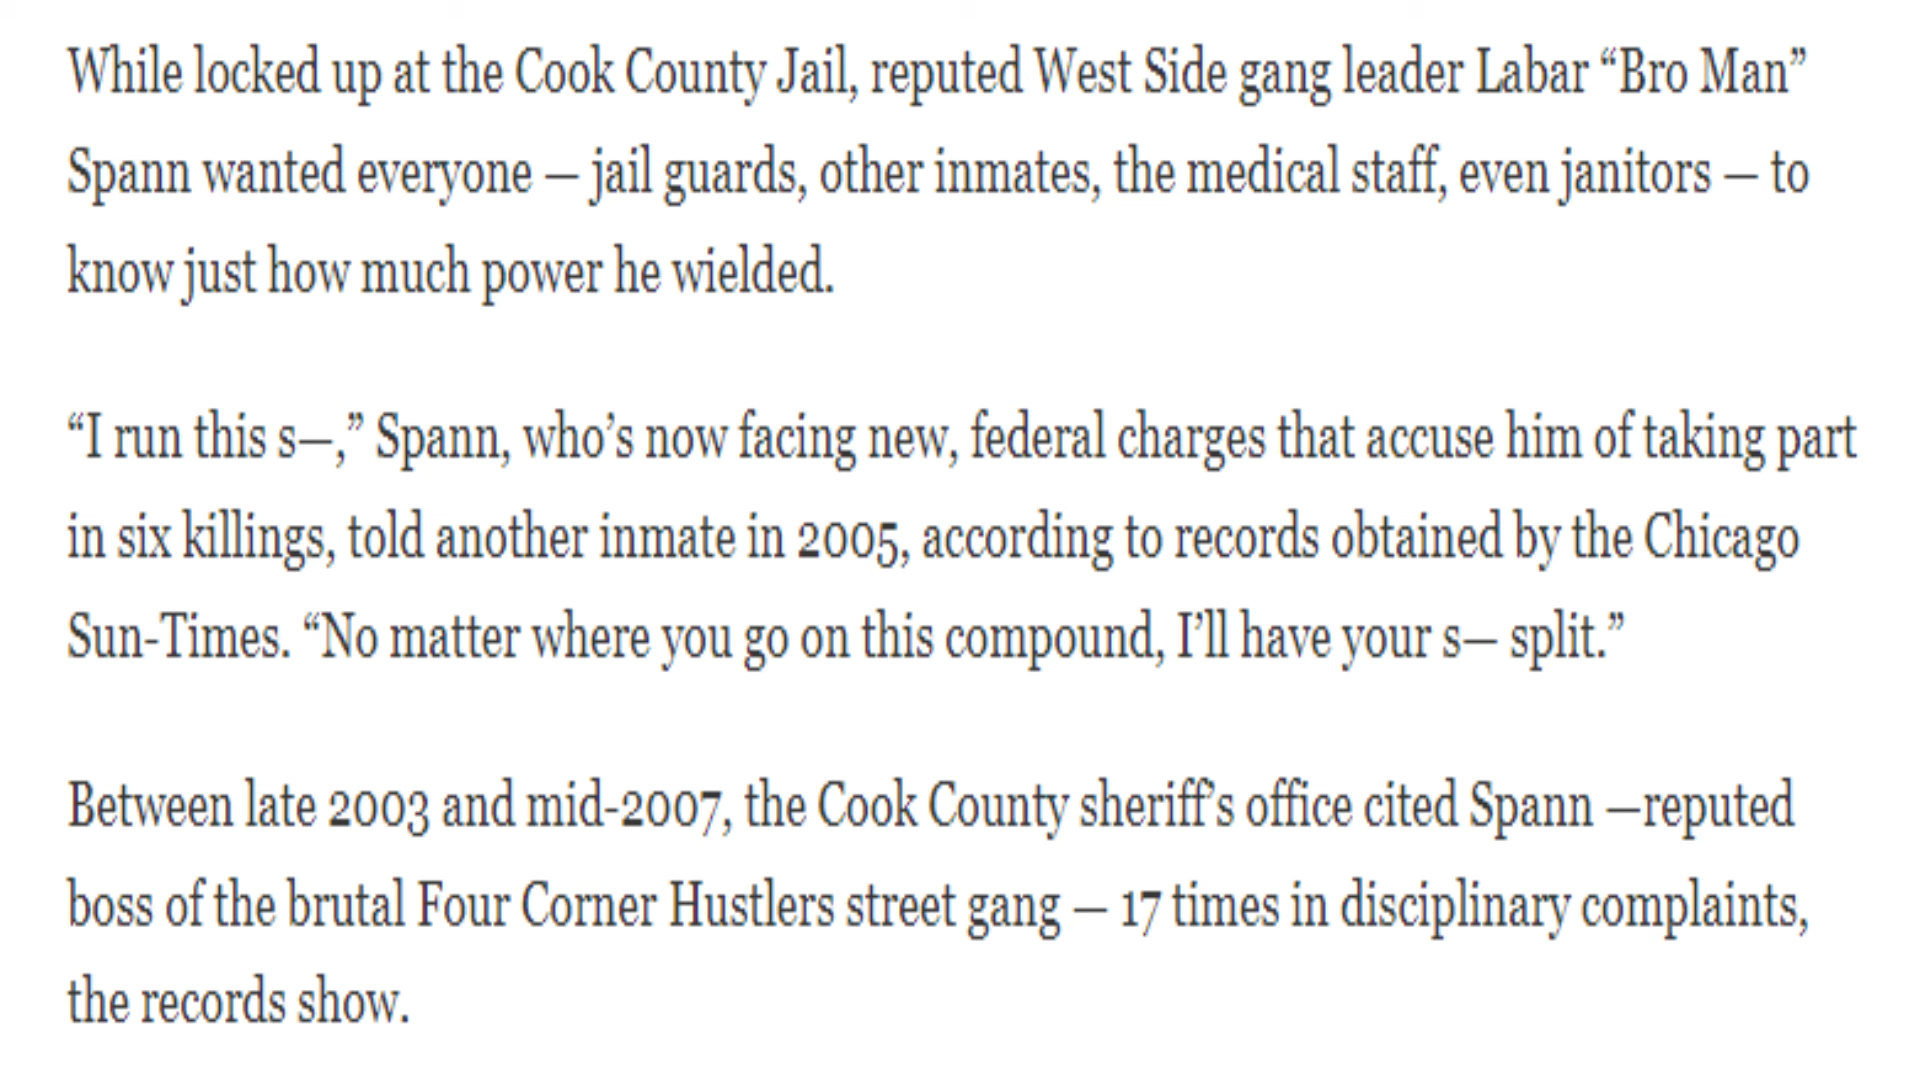 While locked up at the Cook County Jail, reputed West Side gang leader Labar “Bro Man”
Spann wanted everyone — jail guards, other inmates, the medical staff, even janitors — to
know just how much power he wielded.
“I run this s—,” Spann, who’s now facing new, federal charges that accuse him of taking part
in six killings, told another inmate in 2005, according to records obtained by the Chicago
Sun-Times. “No matter where you go on this compound, I’ll have your s— split.”
Between late 2003 and mid-2007, the Cook County sheriff’s office cited Spann —reputed
boss of the brutal Four Corner Hustlers street gang — 17 times in disciplinary complaints,
the records show.